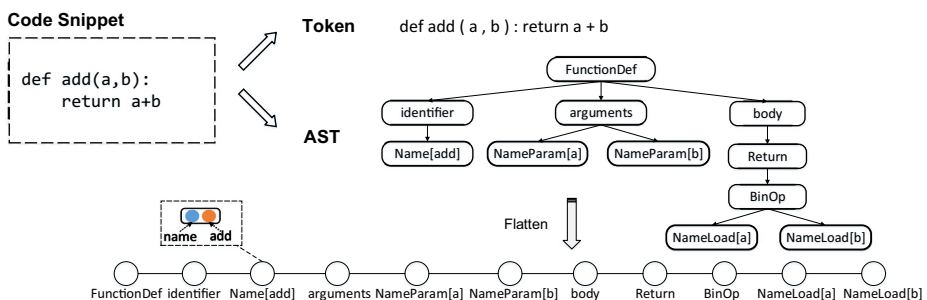 Code Snippet
def add(a,b):
return a+b
Token
def add ( a , b ) : return a + b
AST
FunctionDef
identifier
arguments
body
Name[add]
NameParam[a]
NameParam[b]
Return
BinOp
NameLoad[a]
NameLoad[b]
Flatten
name
add
FunctionDef identifier Name[add] arguments NameParam[a] NameParam[b] body Return BinOp NameLoad[a] NameLoad[b]